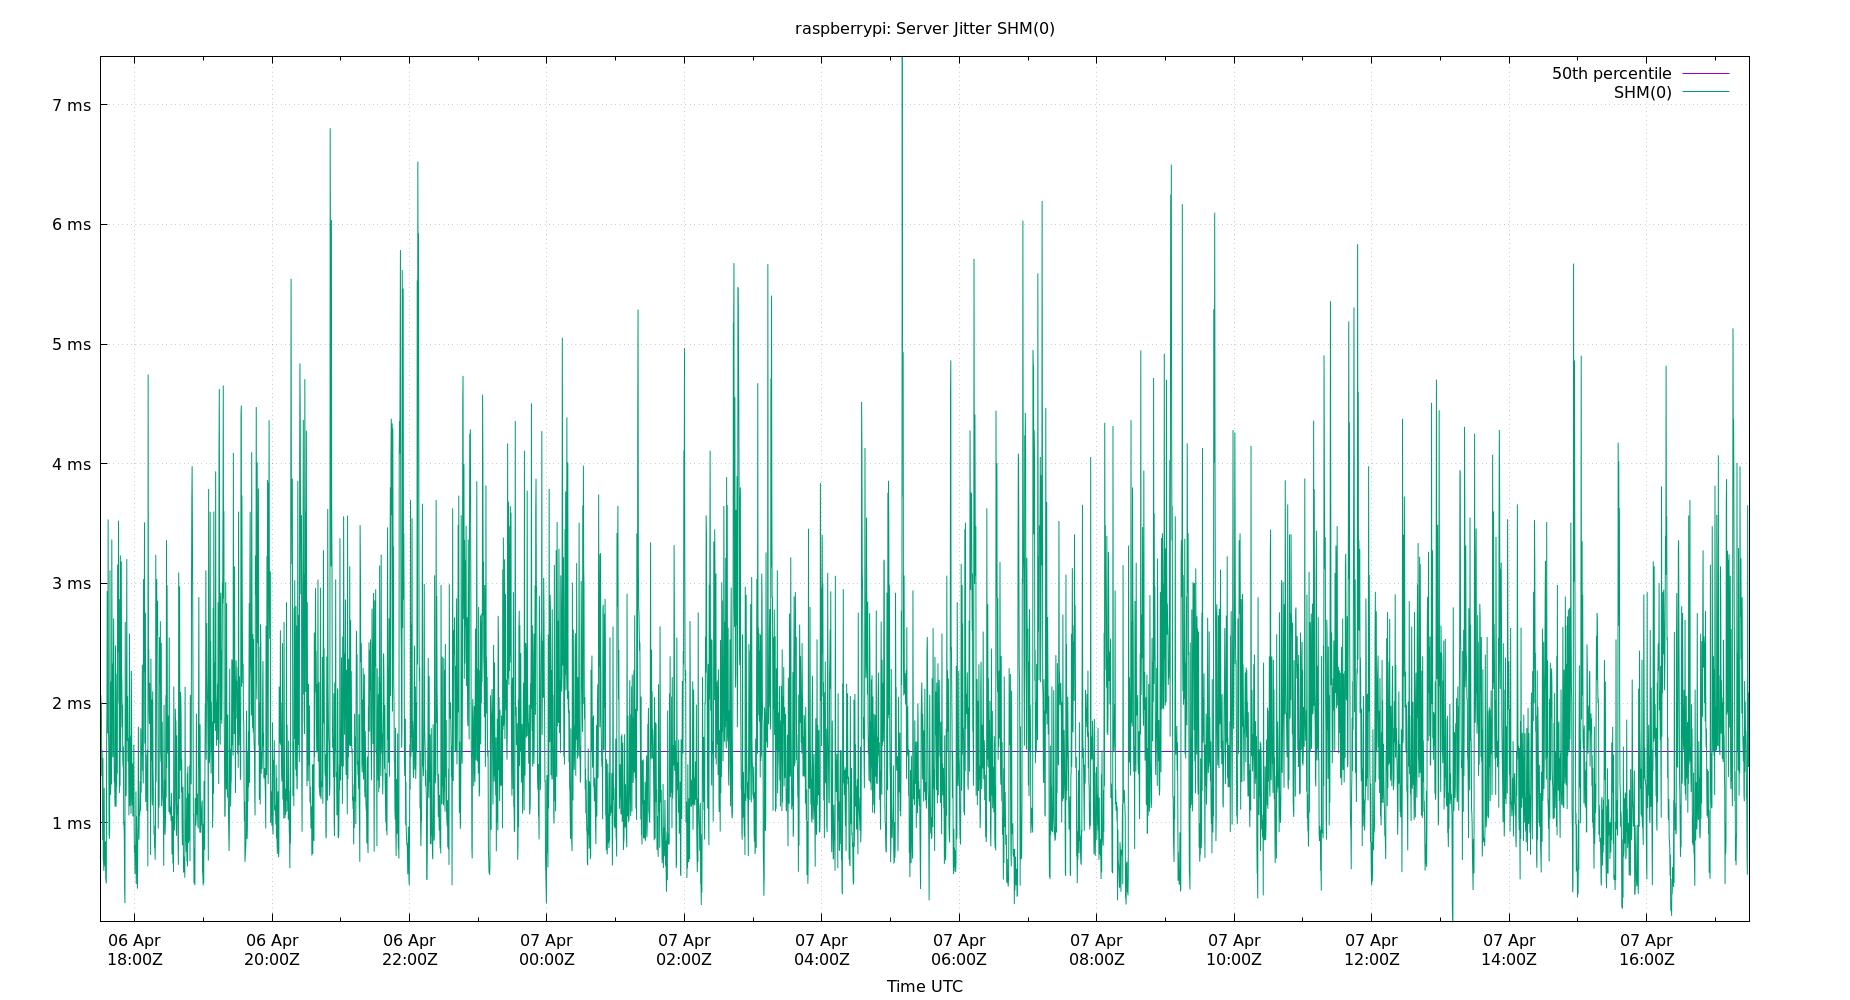 raspberrypi: Server Jitter SHM(0)
50th percentile
SHM(0)
7 ms
6 ms
5 ms
4 ms
3 ms
2 ms
1 ms
06 Apr 06 Apr 06 Apr 07 Apr 07 Apr 07 Apr 07 Apr 07 Apr 07 Apr 07 Apr 07 Apr 07 Apr
18:00Z 20:00Z 22:00Z 00:00Z 02:00Z 04:00Z 06:00Z 08:00Z 10:00Z 12:00Z 14:00Z 16:00Z
Time UTC